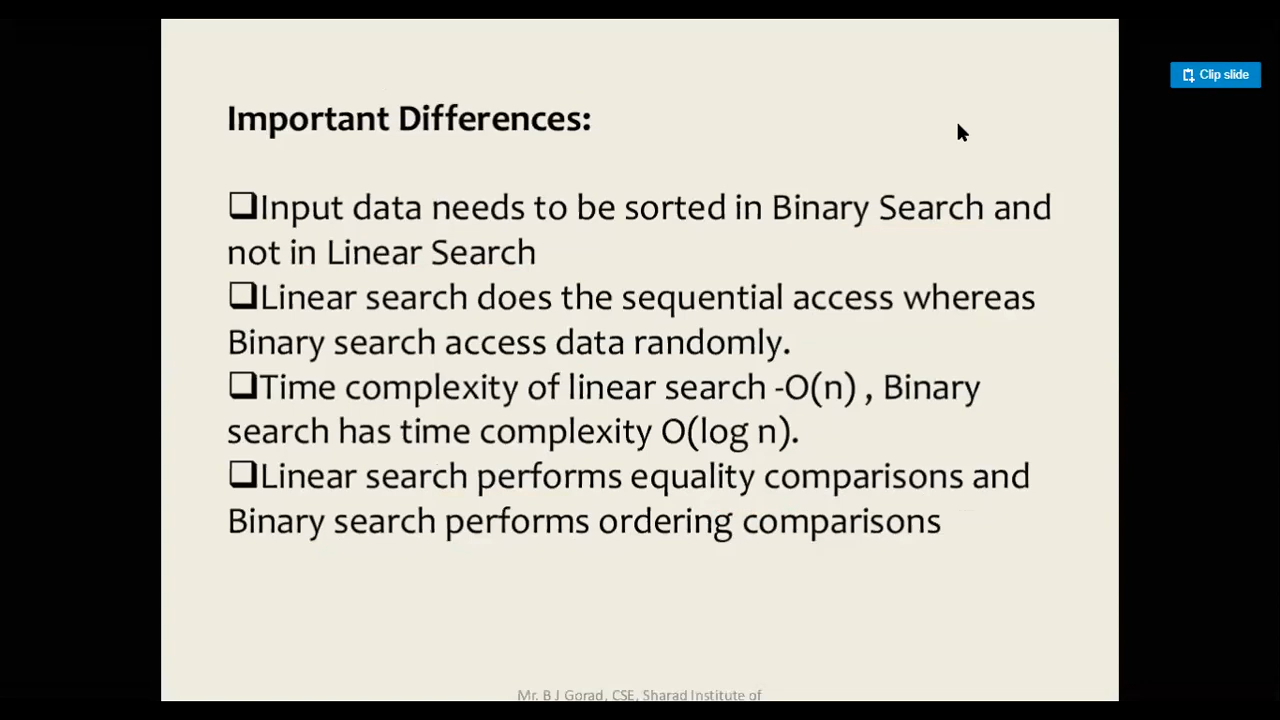 Clip slide
Important Differences:
❑Input data needs to be sorted in Binary Search and
not in Linear Search
❑Linear search does the sequential access whereas
Binary search access data randomly.
❑Time complexity of linear search -O(n) , Binary
search has time complexity O(log n).
❑Linear search performs equality comparisons and
Binary search performs ordering comparisons
Mr. B J Gorad, CSE, Sharad Institute of